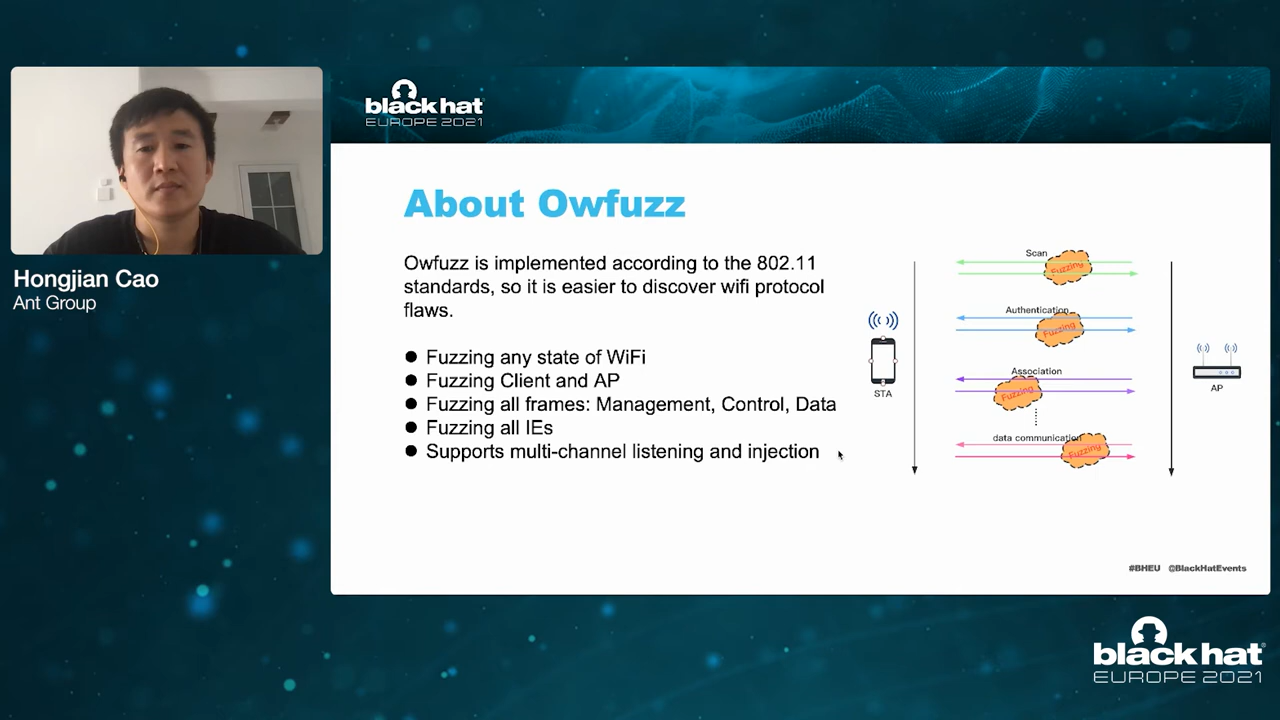 black hat
EUROPE 2021
Hongjian Cao
Ant Group
About Owfuzz
Owfuzz is implemented according to the 802.11
standards, so it is easier to discover wifi protocol
flaws.
● Fuzzing any state of WiFi
● Fuzzing Client and AP
● Fuzzing all frames: Management, Control, Data
● Fuzzing all IEs
● Supports multi-channel listening and injection
STA
Scan
Fuzzing
Authentication
Fuzzing
Association
Fuzzing
data communication
Fuzzing
AP
#BHEU @BlackHatEvents
black hat
EUROPE 2021